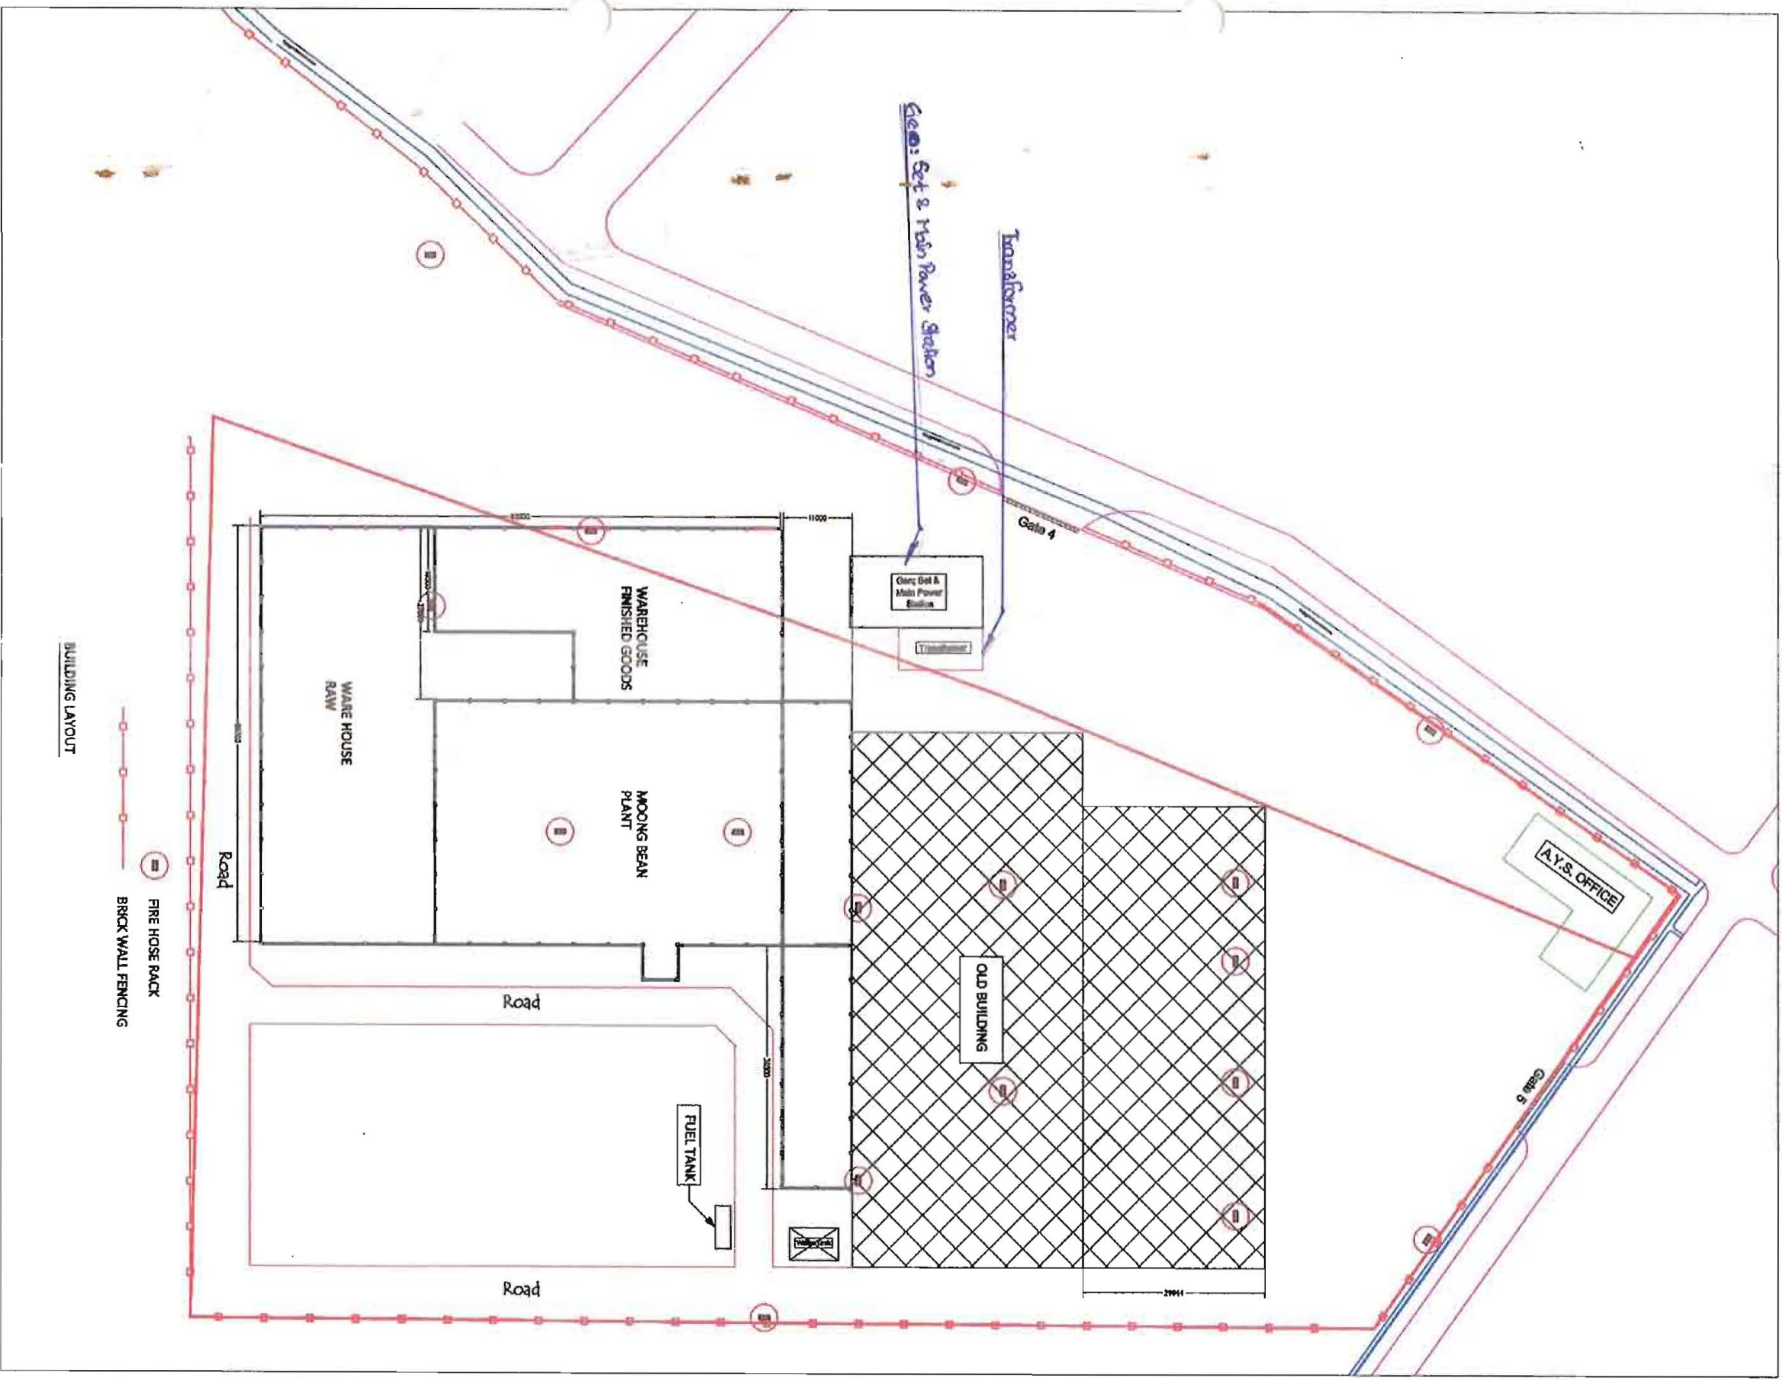 Transformer
Set & Main Power Station
Gate 4
Gen; Set &
Main Power
Station
Transformer
A.Y.S. OFFICE
Gate 5
11000
WAREHOUSE
FINISHED GOODS
WARE HOUSE
RAW
MOONG BEAN
PLANT
OLD BUILDING
Road
FUEL TANK
Road
Road
FIRE HOSE RACK
BRICK WALL FENCING
BUILDING LAYOUT